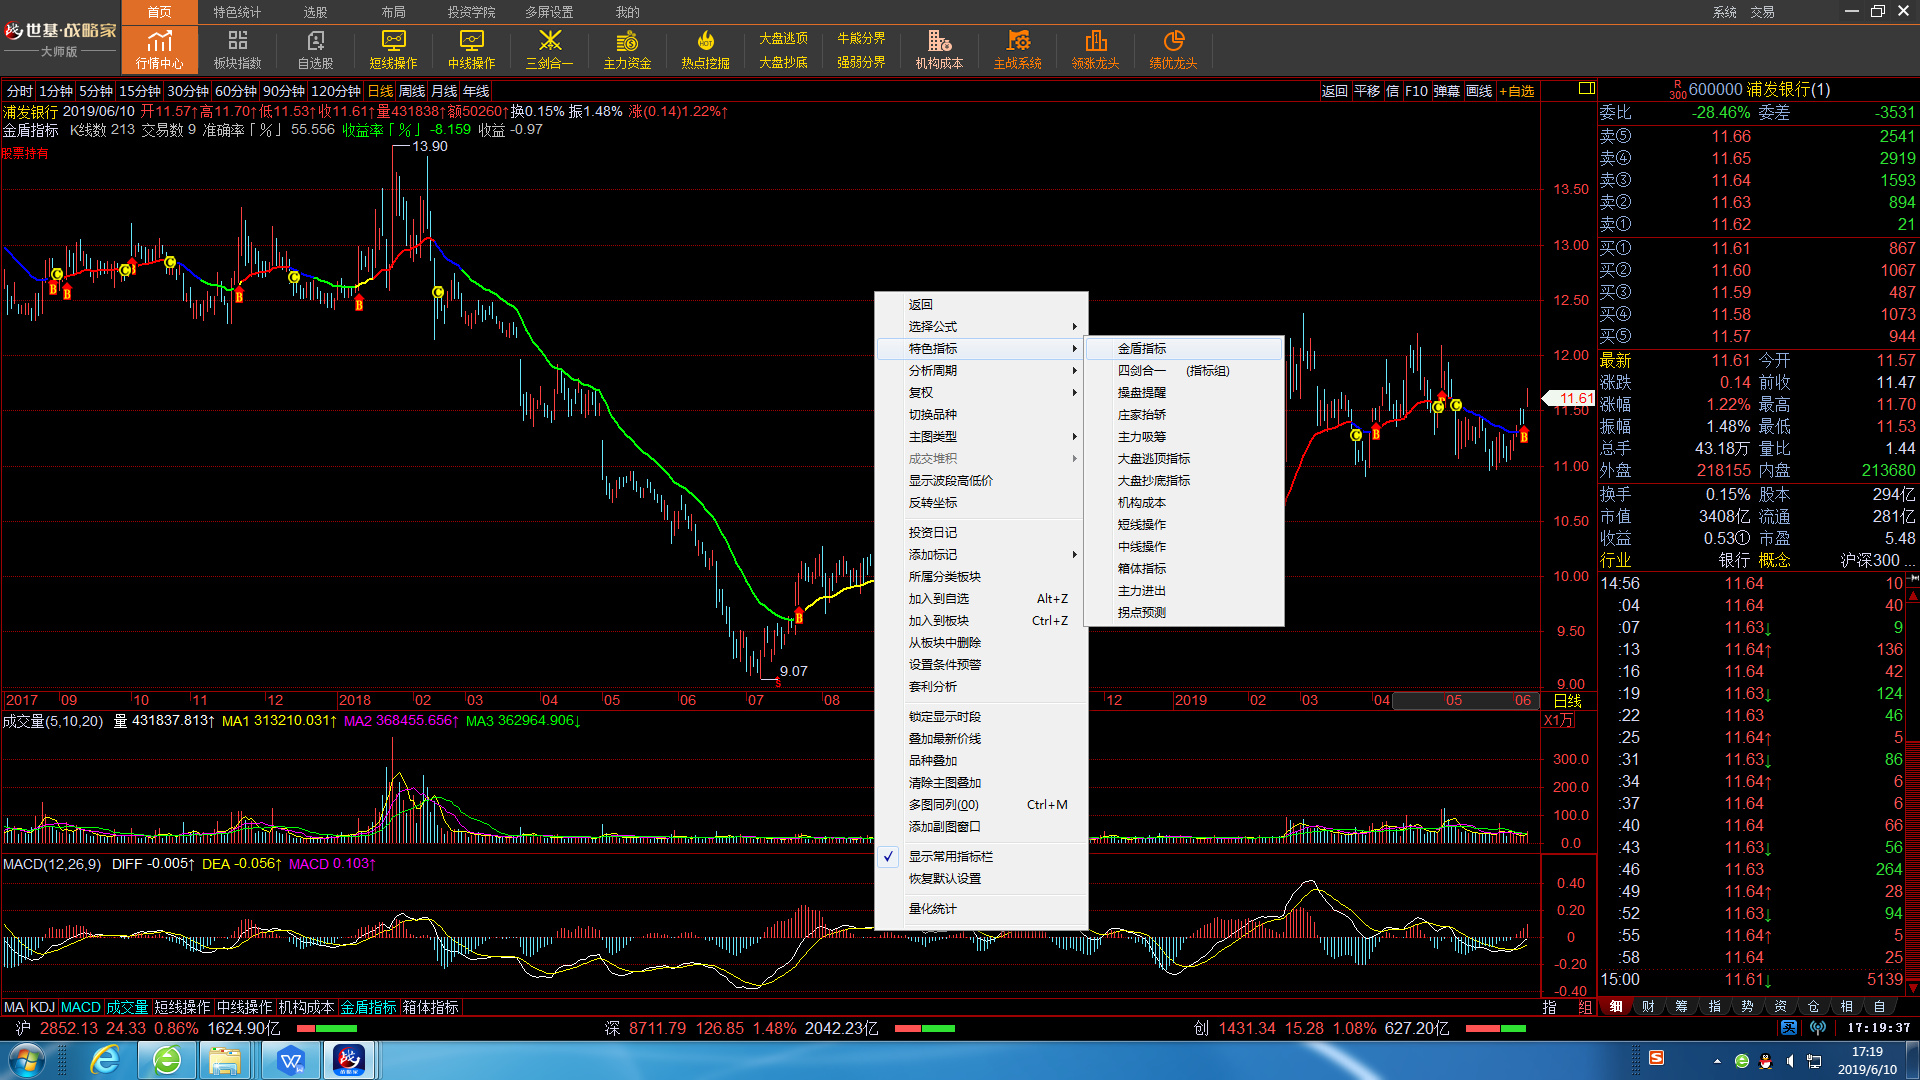 首页 特色统计 选股 布局 投资学院 多屏设置 我的 系统 交易
世基·战略家
大师版
行情中心 板块指数 自选股 短线操作 中线操作 三剑合一 主力资金 热点挖掘 大盘逃顶 牛熊分界 机构成本 主战系统 领涨龙头 绩优龙头
大盘抄底 强弱分界
分时 1分钟 5分钟 15分钟 30分钟 60分钟 90分钟 120分钟 日线 周线 月线 年线 返回 平移 信 F10 弹幕 画线 +自选
浦发银行 2019/06/10 开11.57↑高11.70↑低11.53↑收11.61↑量431838↑额50260↑换0.15% 振1.48% 涨(0.14)1.22%↑
金盾指标 K线数 213 交易数 9 准确率「%」 55.556 收益率「%」 -8.159 收益 -0.97
股票持有
13.90
9.07
13.50
13.00
12.50
12.00
11.61
11.50
11.00
10.50
10.00
9.50
9.00
2017 09 10 11 12 2018 02 03 04 05 06 07 08 12 2019 02 03 04 05 06 日线
返回
选择公式
特色指标
分析周期
复权
切换品种
主图类型
成交堆积
显示波段高低价
反转坐标
投资日记
添加标记
所属分类板块
加入到自选 Alt+Z
加入到板块 Ctrl+Z
从板块中删除
设置条件预警
套利分析
锁定显示时段
叠加最新价线
品种叠加
清除主图叠加
多图同列(00) Ctrl+M
添加副图窗口
显示常用指标栏
恢复默认设置
量化统计
金盾指标
四剑合一 (指标组)
操盘提醒
庄家抬轿
主力吸筹
大盘逃顶指标
大盘抄底指标
机构成本
短线操作
中线操作
箱体指标
主力进出
拐点预测
成交量(5,10,20) 量 431837.813↑ MA1 313210.031↑ MA2 368455.656↑ MA3 362964.906↓
X1万
300.0
200.0
100.0
0.0
MACD(12,26,9) DIFF -0.005↑ DEA -0.056↑ MACD 0.103↑
0.40
0.20
0
-0.20
-0.40
MA KDJ MACD 成交量 短线操作 中线操作 机构成本 金盾指标 箱体指标 指 组
R 300 600000 浦发银行(1)
委比 -28.46% 委差 -3531
卖⑤ 11.66 2541
卖④ 11.65 2919
卖③ 11.64 1593
卖② 11.63 894
卖① 11.62 21
买① 11.61 867
买② 11.60 1067
买③ 11.59 487
买④ 11.58 1073
买⑤ 11.57 944
最新 11.61 今开 11.57
涨跌 0.14 前收 11.47
涨幅 1.22% 最高 11.70
振幅 1.48% 最低 11.53
总手 43.18万 量比 1.44
外盘 218155 内盘 213680
换手 0.15% 股本 294亿
市值 3408亿 流通 281亿
收益 0.53① 市盈 5.48
行业 银行 概念 沪深300 ...
14:56 11.64 10
:04 11.64 40
:07 11.63↓ 9
:13 11.64↑ 136
:16 11.64 42
:19 11.63↓ 124
:22 11.63 46
:25 11.64↑ 5
:31 11.63↓ 86
:34 11.64↑ 6
:37 11.64 6
:40 11.64 66
:43 11.63↓ 56
:46 11.63 264
:49 11.64↑ 28
:52 11.63↓ 94
:55 11.64↑ 5
:58 11.64 25
15:00 11.61↓ 5139
细 财 筹 指 势 资 仓 相 自
沪 2852.13 24.33 0.86% 1624.90亿 深 8711.79 126.85 1.48% 2042.23亿 创 1431.34 15.28 1.08% 627.20亿 买 17:19:37
17:19
2019/6/10